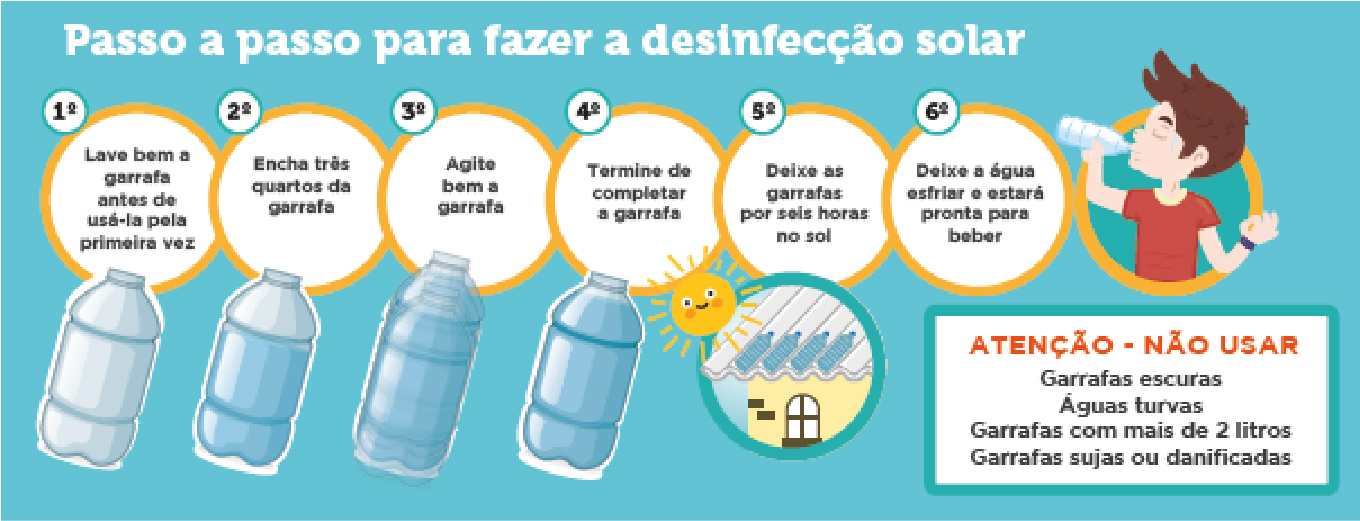 Passo a passo para fazer a desinfecção solar
1º
Lave bem a
garrafa
antes de
usá-la pela
primeira vez
2º
Encha três
quartos da
garrafa
3º
Agite
bem a
garrafa
4º
Termine de
completar
a garrafa
5º
Deixe as
garrafas
por seis horas
no sol
6º
Deixe a água
esfriar e estará
pronta para
beber
ATENÇÃO - NÃO USAR
Garrafas escuras
Águas turvas
Garrafas com mais de 2 litros
Garrafas sujas ou danificadas